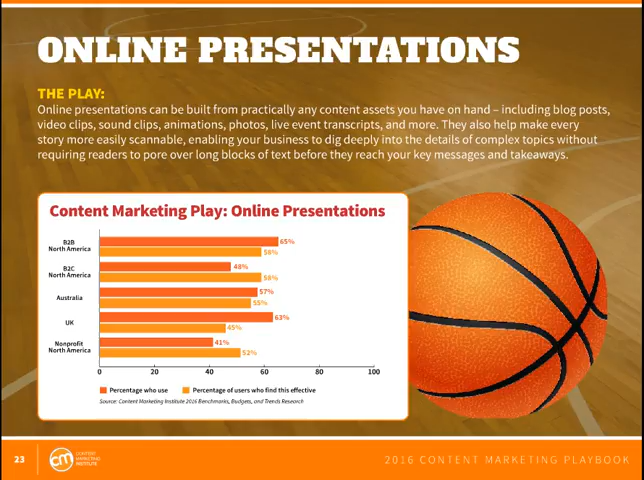 ONLINE PRESENTATIONS
THE PLAY:
Online presentations can be built from practically any content assets you have on hand – including blog posts,
video clips, sound clips, animations, photos, live event transcripts, and more. They also help make every
story more easily scannable, enabling your business to dig deeply into the details of complex topics without
requiring readers to pore over long blocks of text before they reach your key messages and takeaways.
Content Marketing Play: Online Presentations
B2B
North America
65%
58%
B2C
North America
48%
58%
Australia
57%
55%
UK
63%
45%
Nonprofit
North America
41%
52%
0 20 40 60 80 100
Percentage who use Percentage of users who find this effective
Source: Content Marketing Institute 2016 Benchmarks, Budgets, and Trends Research
23
cm
CONTENT
MARKETING
INSTITUTE
2016 CONTENT MARKETING PLAYBOOK